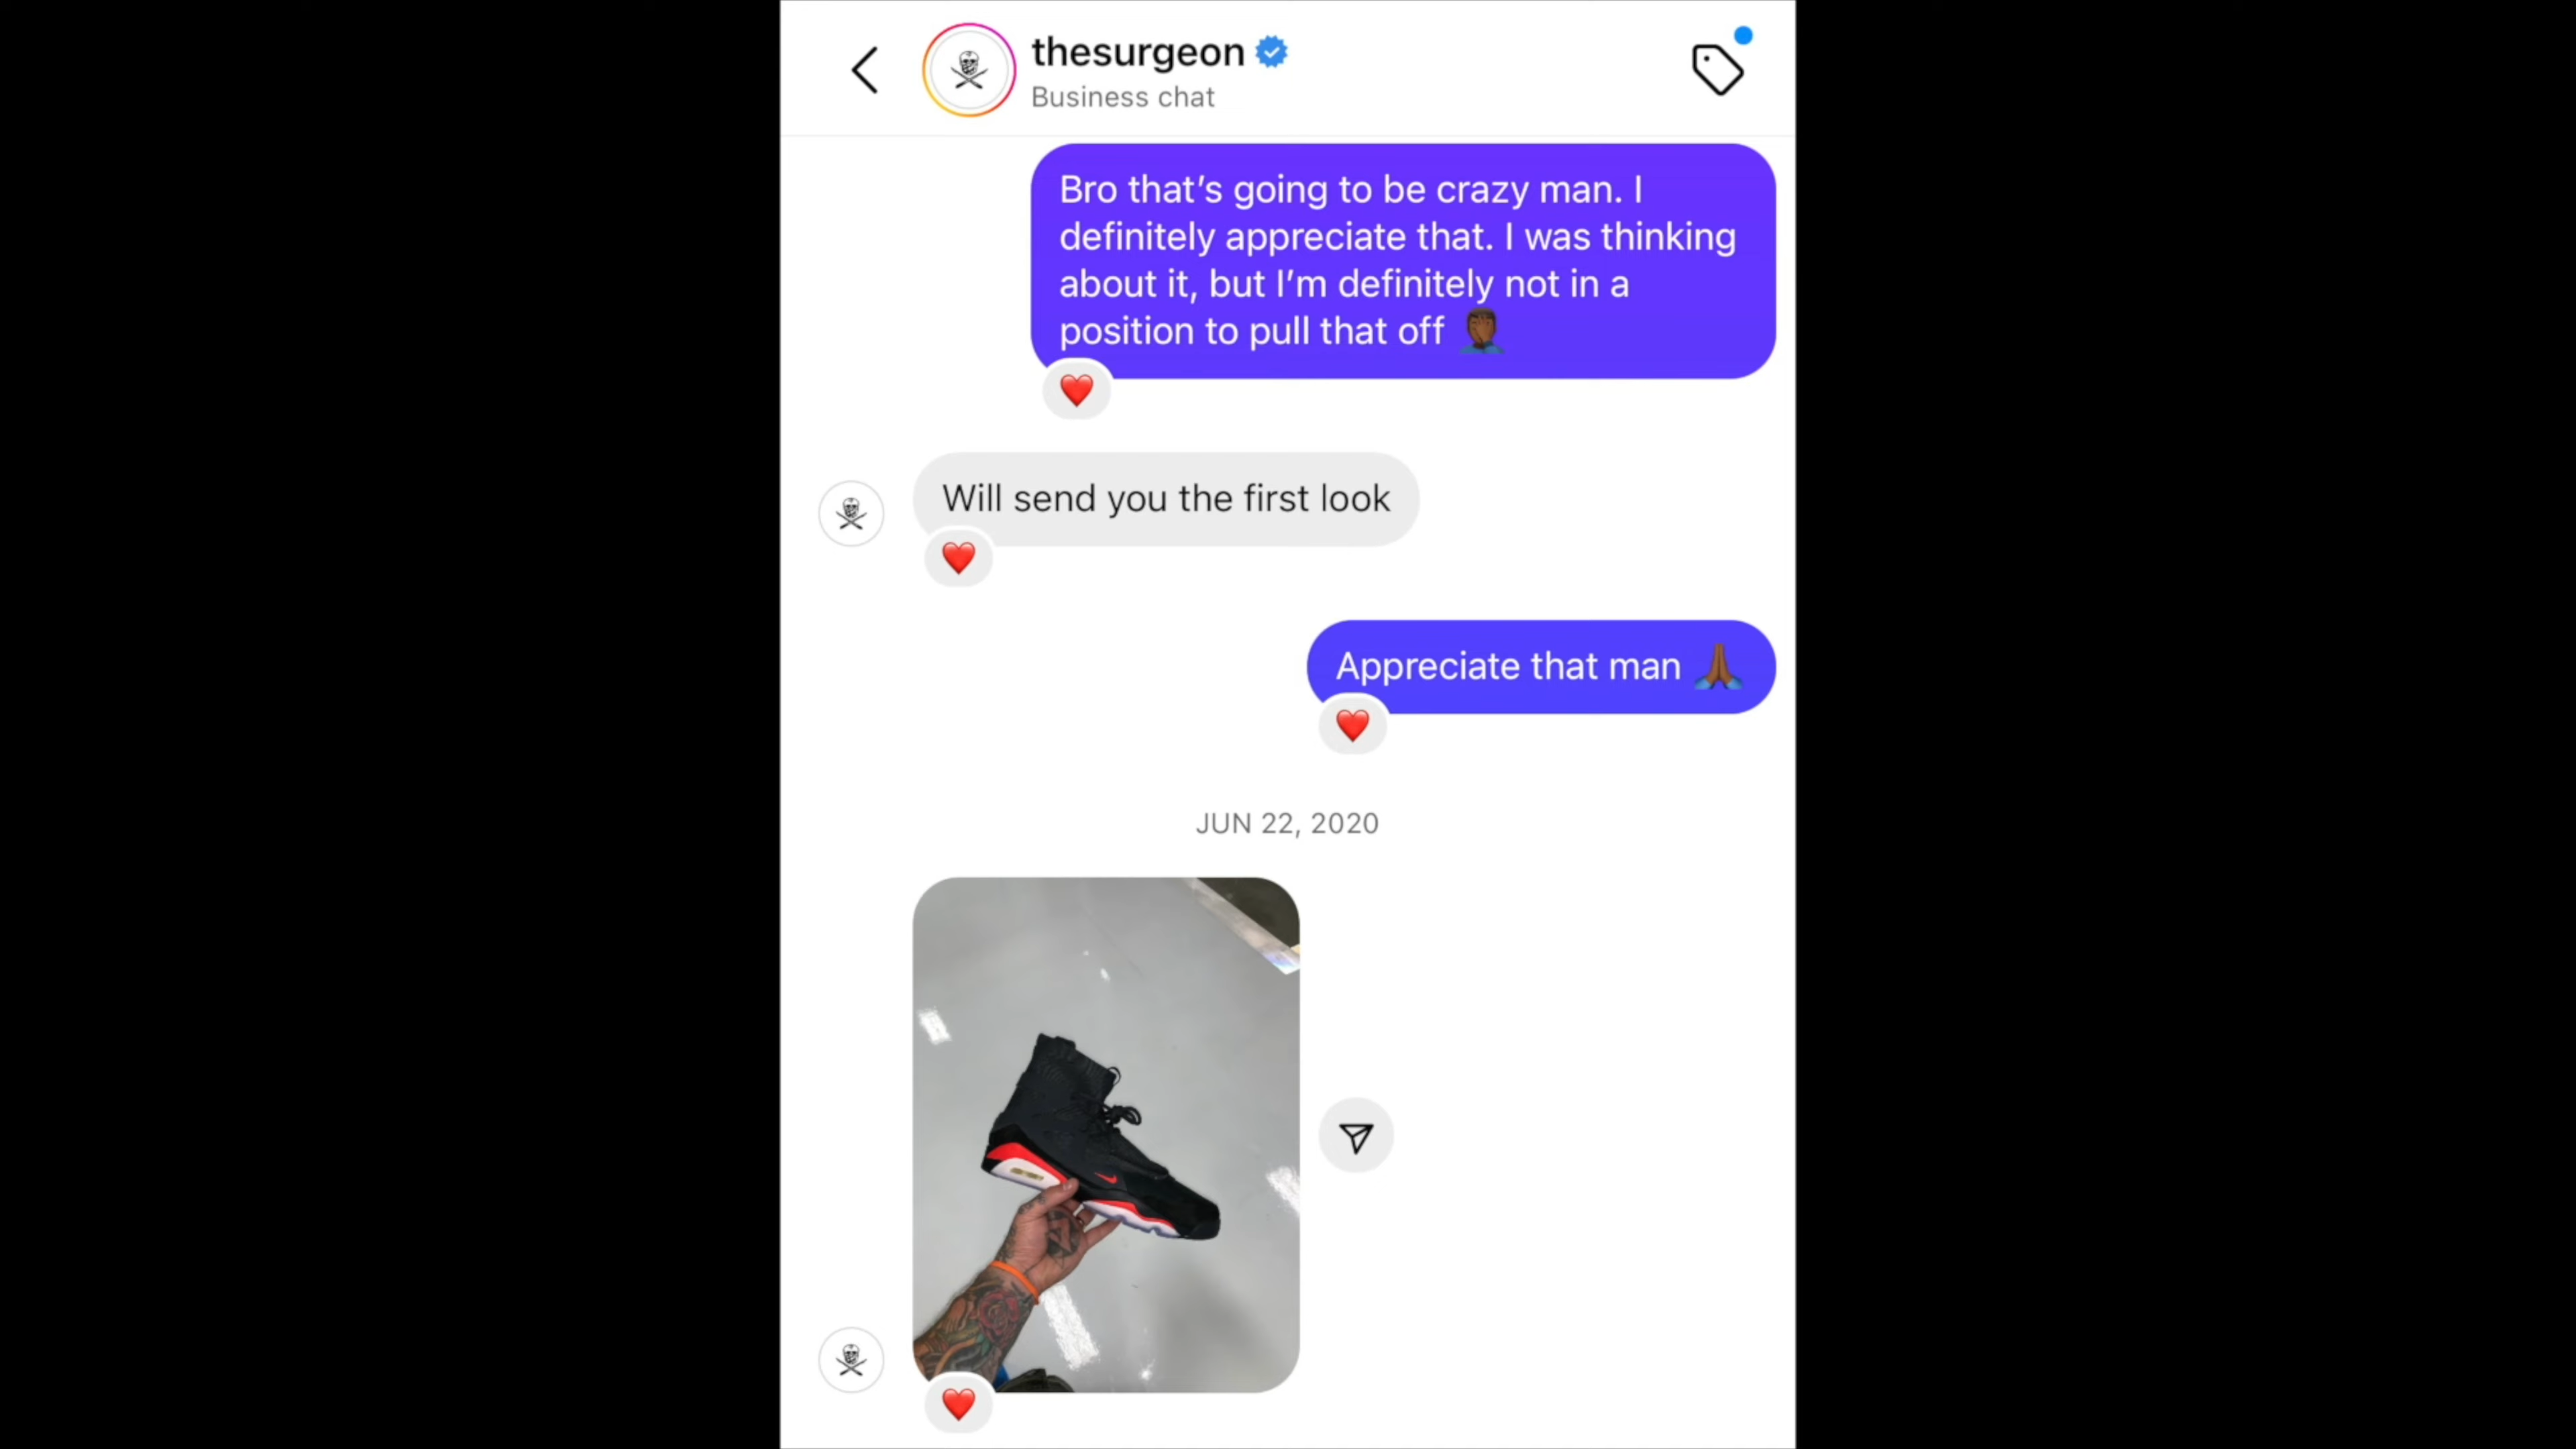 thesurgeon
Business chat
Bro that’s going to be crazy man. I
definitely appreciate that. I was thinking
about it, but I’m definitely not in a
position to pull that off 🤦🏾‍♂️
❤️
Will send you the first look
❤️
Appreciate that man 🙏🏾
❤️
JUN 22, 2020
❤️